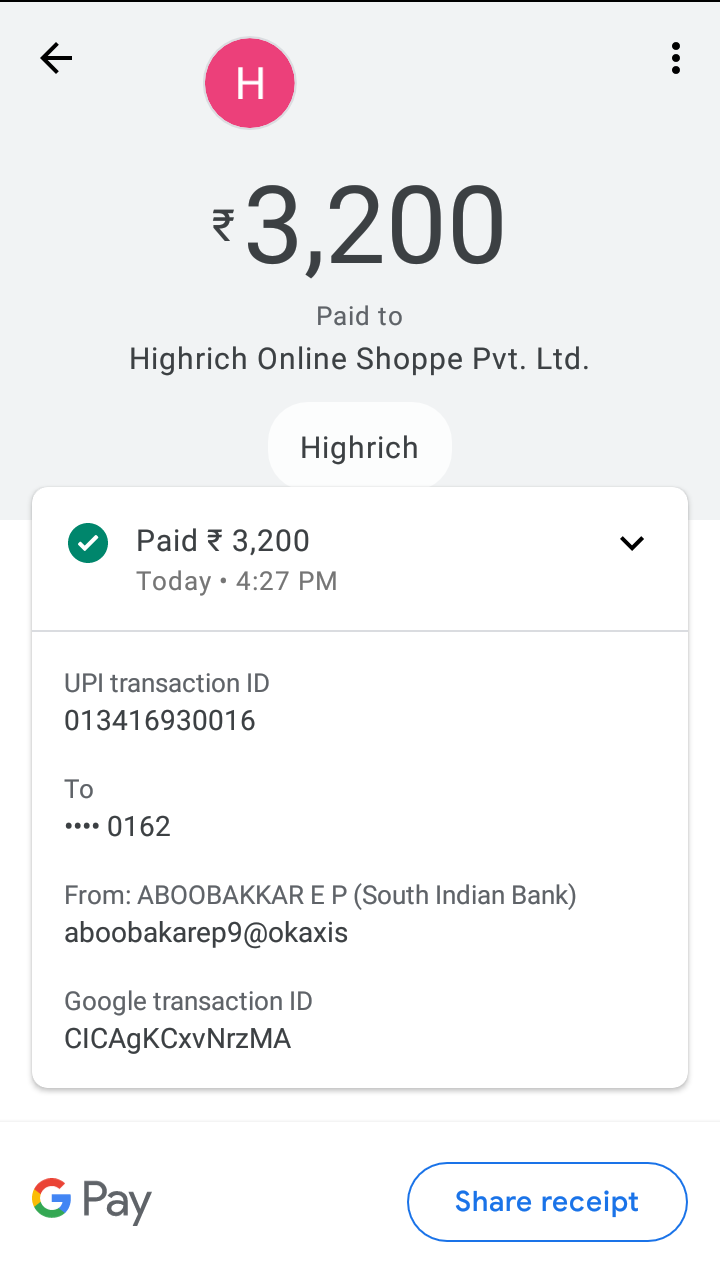 H
₹3,200
Paid to
Highrich Online Shoppe Pvt. Ltd.
Highrich
Paid ₹ 3,200
Today • 4:27 PM
UPI transaction ID
013416930016
To
•••• 0162
From: ABOOBAKKAR E P (South Indian Bank)
aboobakarep9@okaxis
Google transaction ID
CICAgKCxvNrzMA
G Pay
Share receipt